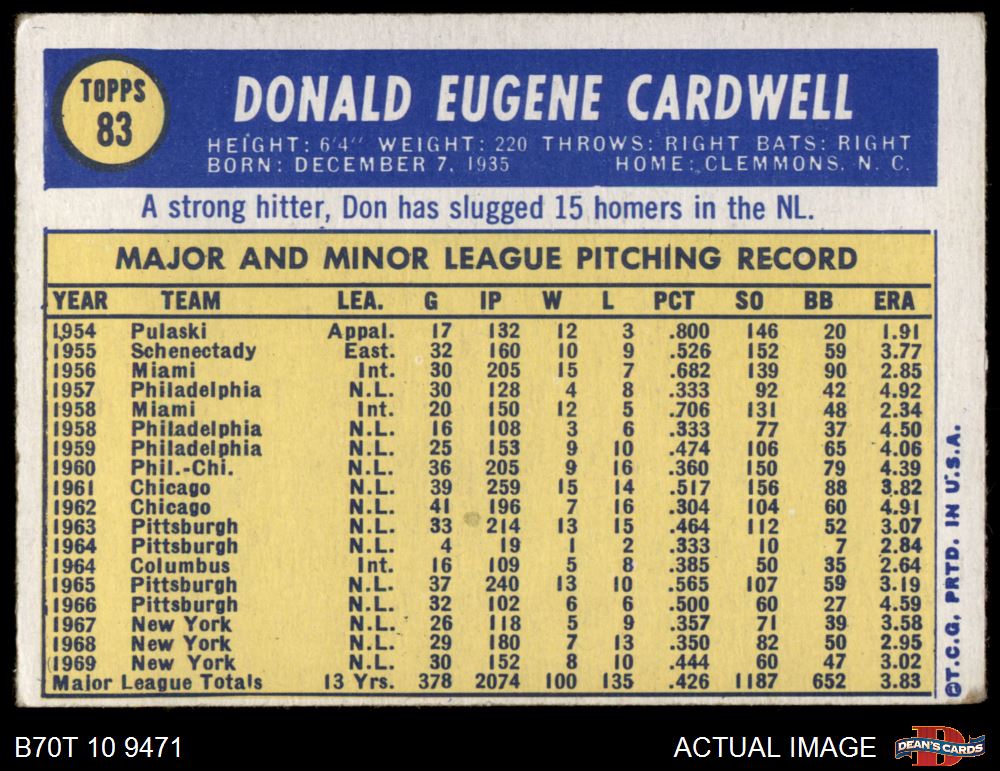 TOPPS
83
DONALD EUGENE CARDWELL
HEIGHT: 6'4" WEIGHT: 220 THROWS: RIGHT BATS: RIGHT
BORN: DECEMBER 7, 1935 HOME: CLEMMONS, N. C.
A strong hitter, Don has slugged 15 homers in the NL.
MAJOR AND MINOR LEAGUE PITCHING RECORD
YEAR TEAM LEA. G IP W L PCT SO BB ERA
1954 Pulaski Appal. 17 132 12 3 .800 146 20 1.91
1955 Schenectady East. 32 160 10 9 .526 152 59 3.77
1956 Miami Int. 30 205 15 7 .682 139 90 2.85
1957 Philadelphia N.L. 30 128 4 8 .333 92 42 4.92
1958 Miami Int. 20 150 12 5 .706 131 48 2.34
1958 Philadelphia N.L. 16 108 3 6 .333 77 37 4.50
1959 Philadelphia N.L. 25 153 9 10 .474 106 65 4.06
1960 Phil.-Chi. N.L. 36 205 9 16 .360 150 79 4.39
1961 Chicago N.L. 39 259 15 14 .517 156 88 3.82
1962 Chicago N.L. 41 196 7 16 .304 104 60 4.91
1963 Pittsburgh N.L. 33 214 13 15 .464 112 52 3.07
1964 Pittsburgh N.L. 4 19 1 2 .333 10 7 2.84
1964 Columbus Int. 16 109 5 8 .385 50 35 2.64
1965 Pittsburgh N.L. 37 240 13 10 .565 107 59 3.19
1966 Pittsburgh N.L. 32 102 6 6 .500 60 27 4.59
1967 New York N.L. 26 118 5 9 .357 71 39 3.58
1968 New York N.L. 29 180 7 13 .350 82 50 2.95
1969 New York N.L. 30 152 8 10 .444 60 47 3.02
Major League Totals 13 Yrs. 378 2074 100 135 .426 1187 652 3.83
©T.C.G. PRTD. IN U.S.A.
B70T 10 9471
ACTUAL IMAGE
D
DEAN'S CARDS